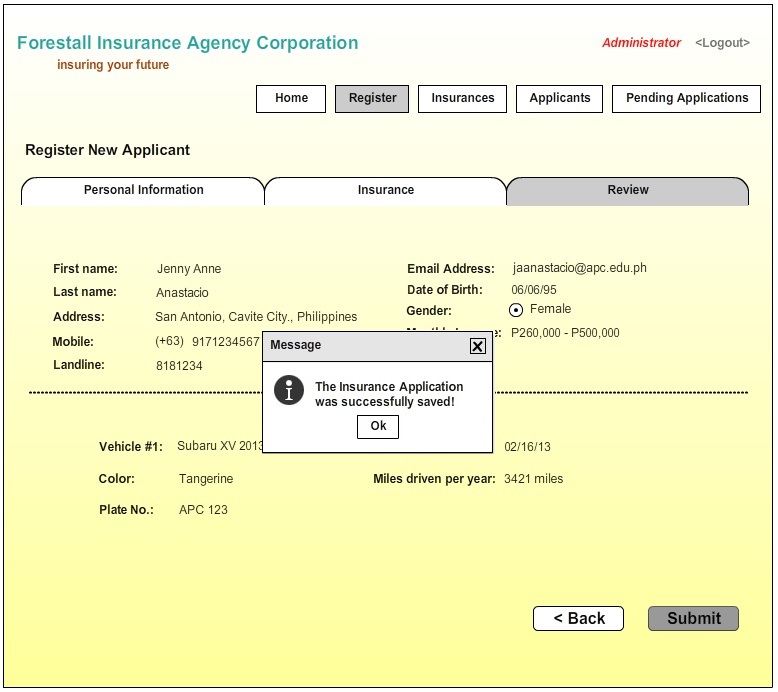 Forestall Insurance Agency Corporation
insuring your future
Administrator <Logout>
Home Register Insurances Applicants Pending Applications
Register New Applicant
Personal Information Insurance Review
First name: Jenny Anne
Last name: Anastacio
Address: San Antonio, Cavite City., Philippines
Mobile: (+63) 9171234567
Landline: 8181234
Email Address: jaanastacio@apc.edu.ph
Date of Birth: 06/06/95
Gender: Female
P260,000 - P500,000
Message
The Insurance Application
was successfully saved!
Ok
Vehicle #1: Subaru XV 2013
02/16/13
Color: Tangerine
Miles driven per year: 3421 miles
Plate No.: APC 123
< Back Submit